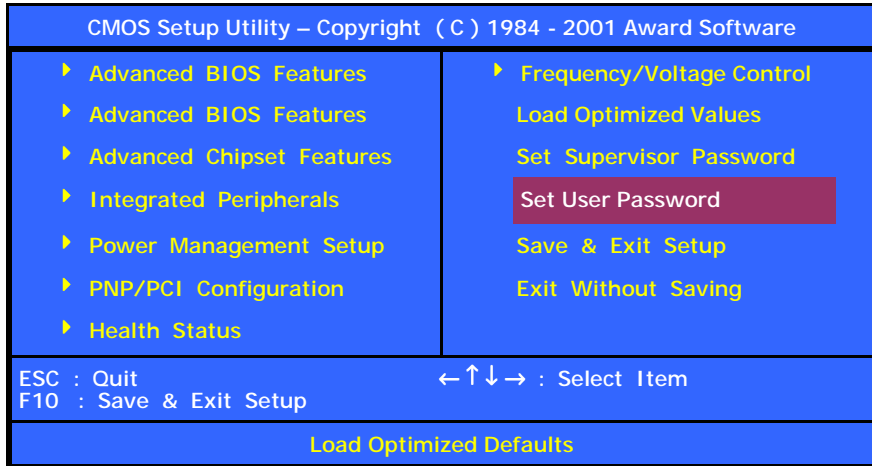 CMOS Setup Utility – Copyright ( C ) 1984 - 2001 Award Software
Advanced BIOS Features
Advanced BIOS Features
Advanced Chipset Features
Integrated Peripherals
Power Management Setup
PNP/PCI Configuration
Health Status
Frequency/Voltage Control
Load Optimized Values
Set Supervisor Password
Set User Password
Save & Exit Setup
Exit Without Saving
ESC : Quit
F10 : Save & Exit Setup
←↑↓→ : Select Item
Load Optimized Defaults